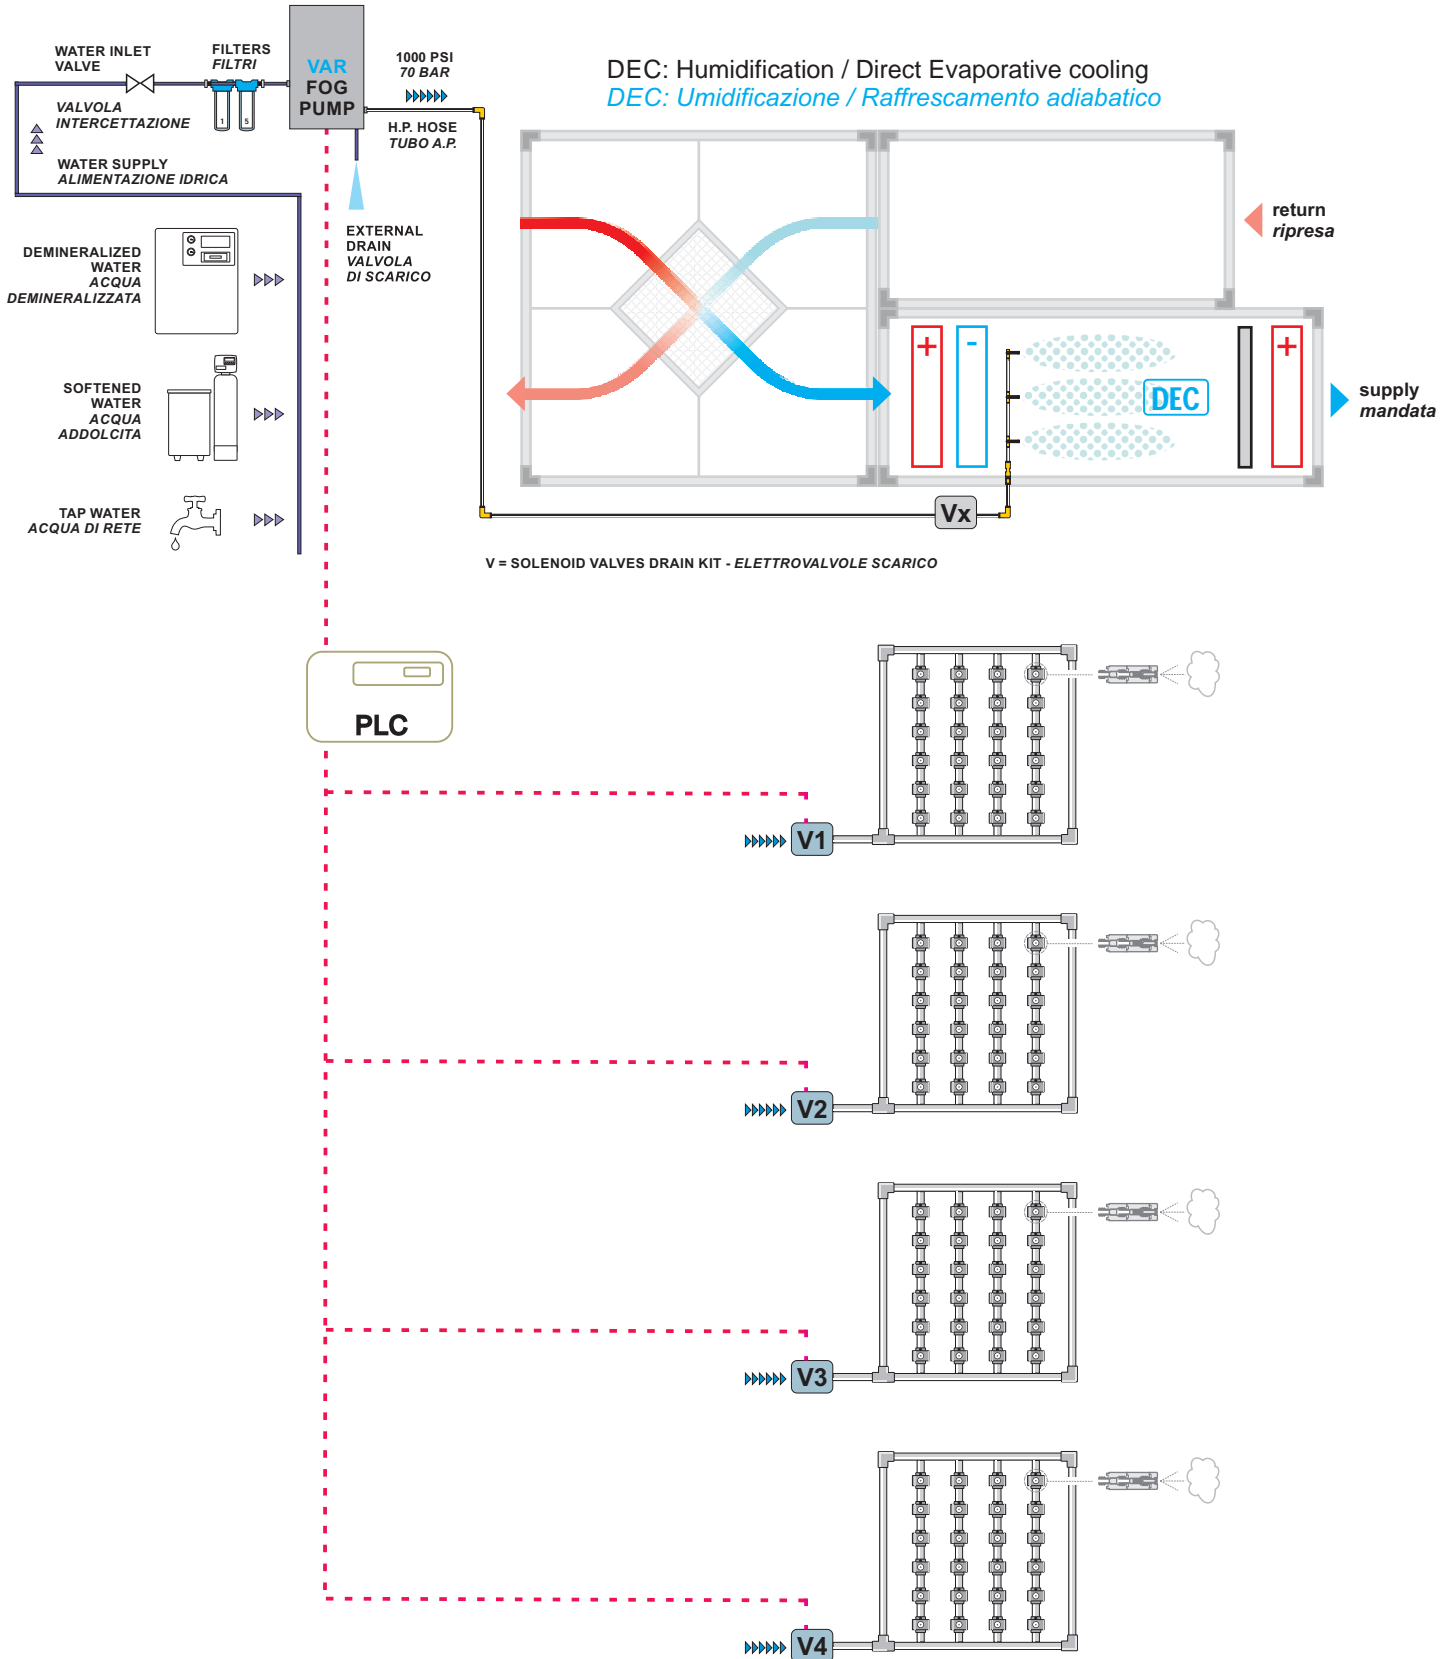 WATER INLET
VALVE
FILTERS
FILTRI
VAR
FOG
PUMP
1000 PSI
70 BAR
DEC: Humidification / Direct Evaporative cooling
DEC: Umidificazione / Raffrescamento adiabatico
VALVOLA
INTERCETTAZIONE
1
5
H.P. HOSE
TUBO A.P.
WATER SUPPLY
ALIMENTAZIONE IDRICA
EXTERNAL
DRAIN
VALVOLA
DI SCARICO
return
ripresa
DEMINERALIZED
WATER
ACQUA
DEMINERALIZZATA
+
-
+
DEC
supply
mandata
SOFTENED
WATER
ACQUA
ADDOLCITA
TAP WATER
ACQUA DI RETE
Vx
V = SOLENOID VALVES DRAIN KIT - ELETTROVALVOLE SCARICO
PLC
V1
V2
V3
V4